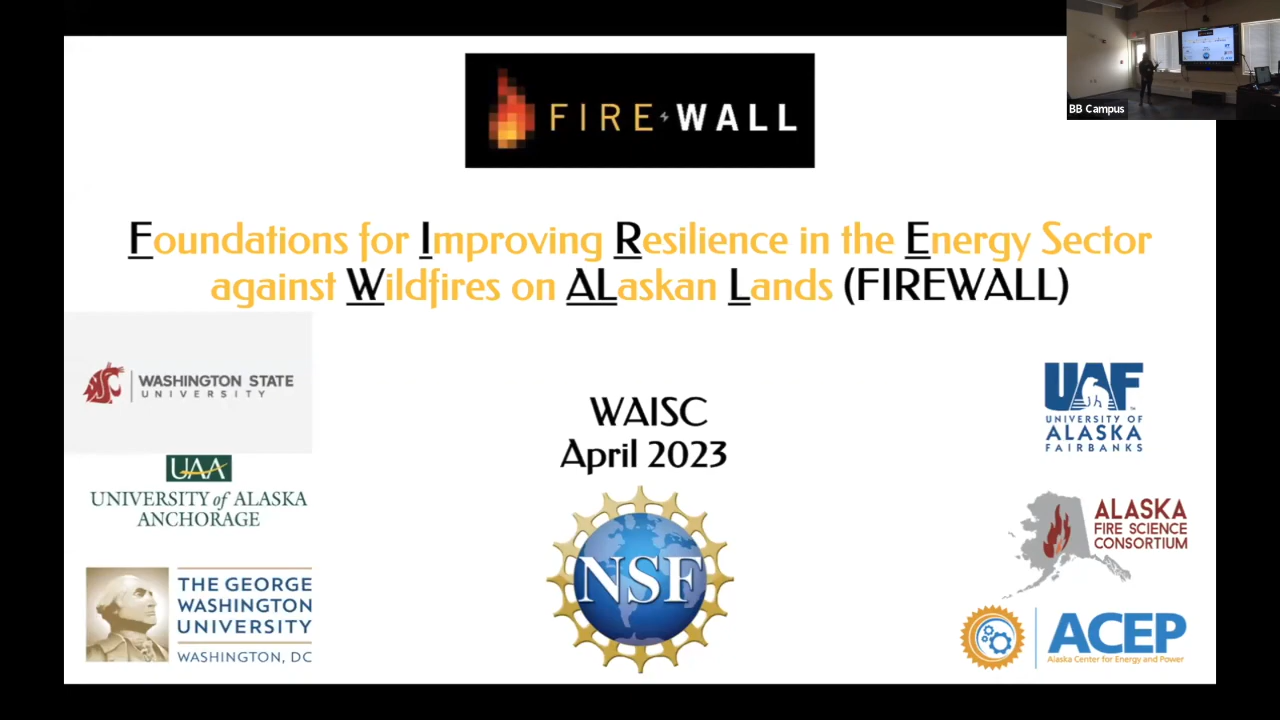 BB Campus
FIRE WALL
Foundations for Improving Resilience in the Energy Sector
against Wildfires on ALaskan Lands (FIREWALL)
WASHINGTON STATE
UNIVERSITY
UAA
UNIVERSITY of ALASKA
ANCHORAGE
THE GEORGE
WASHINGTON
UNIVERSITY
WASHINGTON, DC
WAISC
April 2023
NSF
UAF
UNIVERSITY OF
ALASKA
FAIRBANKS
ALASKA
FIRE SCIENCE
CONSORTIUM
ACEP
Alaska Center for Energy and Power